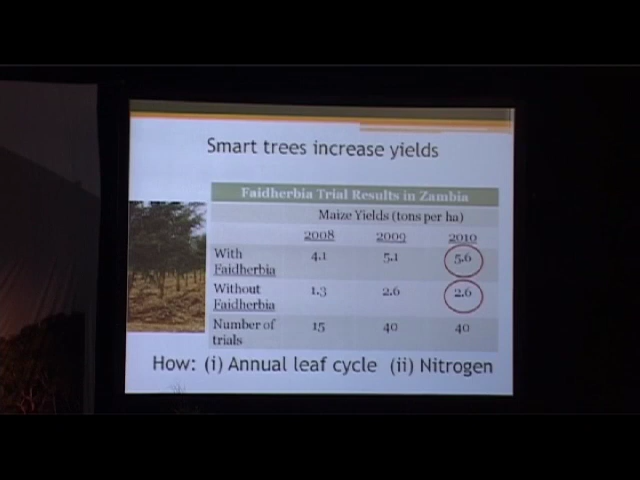 Smart trees increase yields
Faidherbia Trial Results in Zambia
Maize Yields (tons per ha)
2008 2009 2010
With Faidherbia 4.1 5.1 5.6
Without Faidherbia 1.3 2.6 2.6
Number of trials 15 40 40
How: (i) Annual leaf cycle (ii) Nitrogen